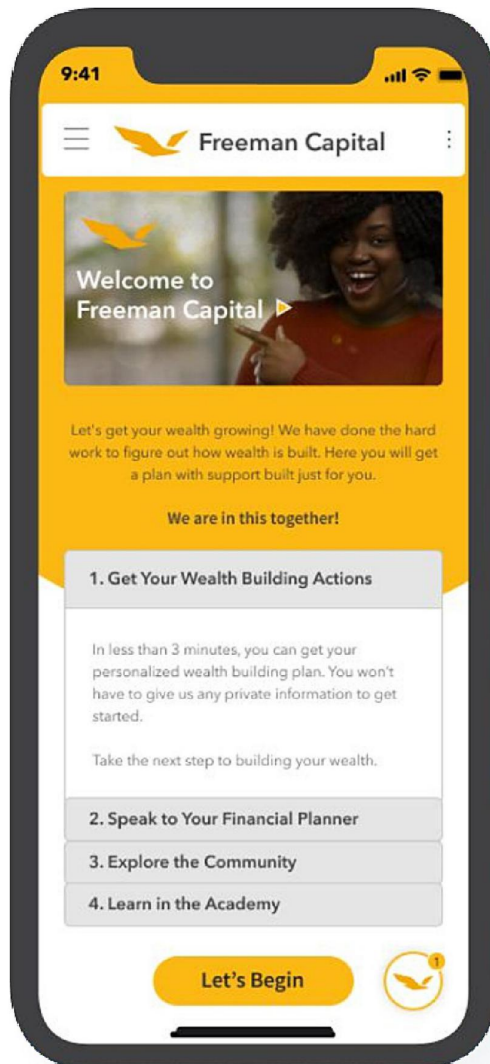 9:41
Freeman Capital
Welcome to
Freeman Capital
Let's get your wealth growing! We have done the hard
work to figure out how wealth is built. Here you will get
a plan with support built just for you.
We are in this together!
1. Get Your Wealth Building Actions
In less than 3 minutes, you can get your
personalized wealth building plan. You won't
have to give us any private information to get
started.
Take the next step to building your wealth.
2. Speak to Your Financial Planner
3. Explore the Community
4. Learn in the Academy
Let's Begin
1